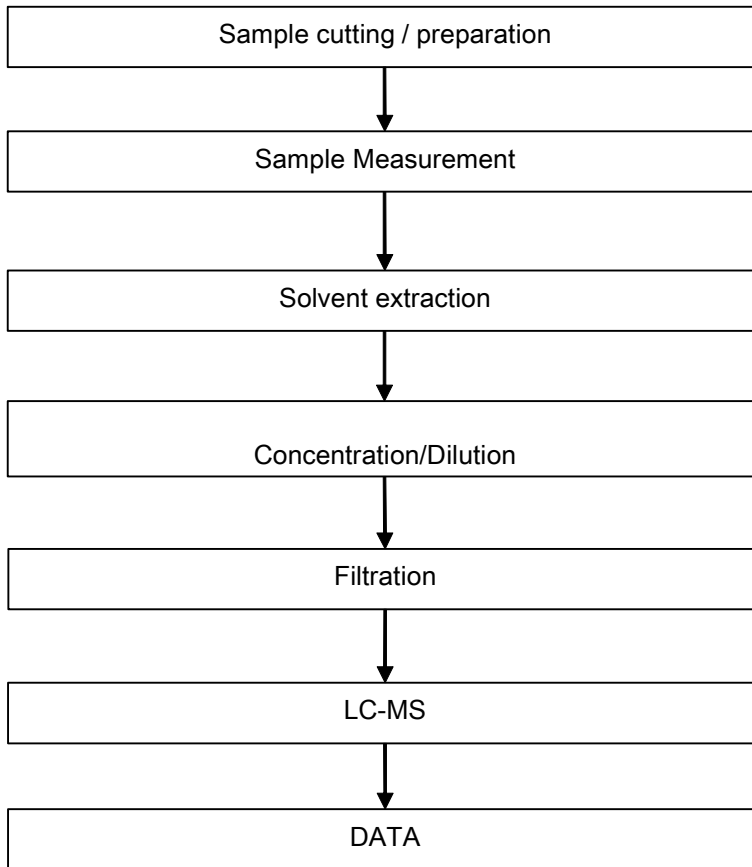 Sample cutting / preparation
Sample Measurement
Solvent extraction
Concentration/Dilution
Filtration
LC-MS
DATA